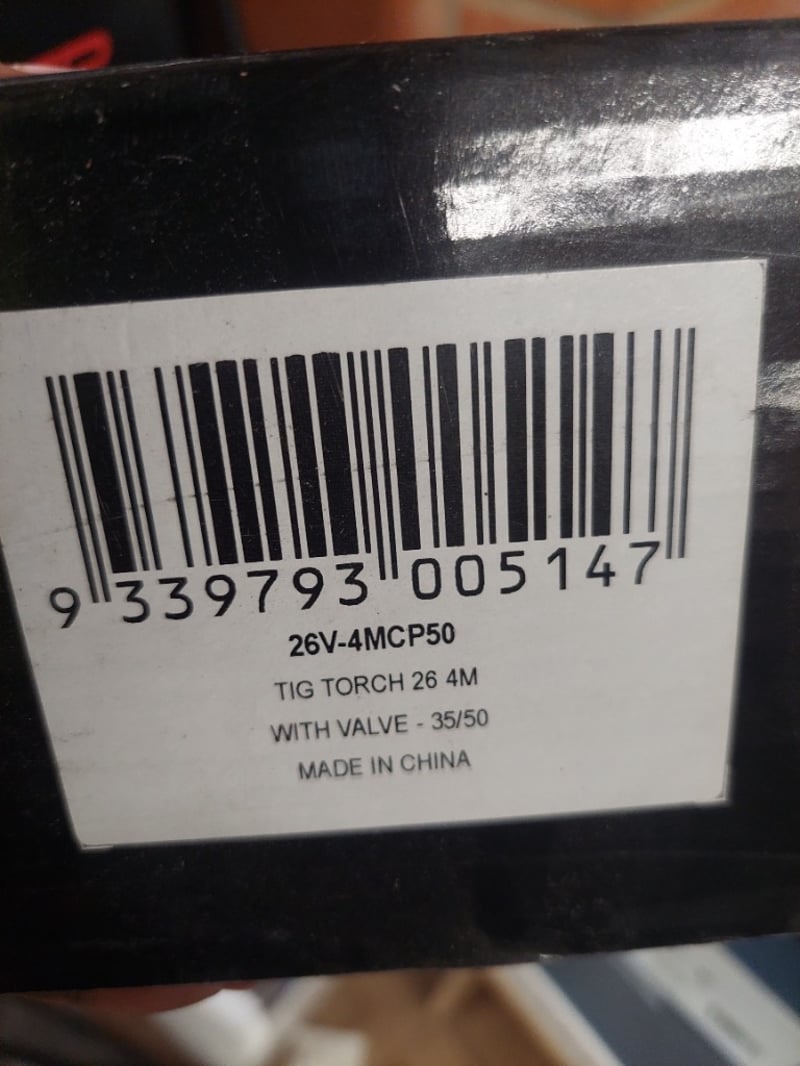 9 339793 005147
26V-4MCP50
TIG TORCH 26 4M
WITH VALVE - 35/50
MADE IN CHINA